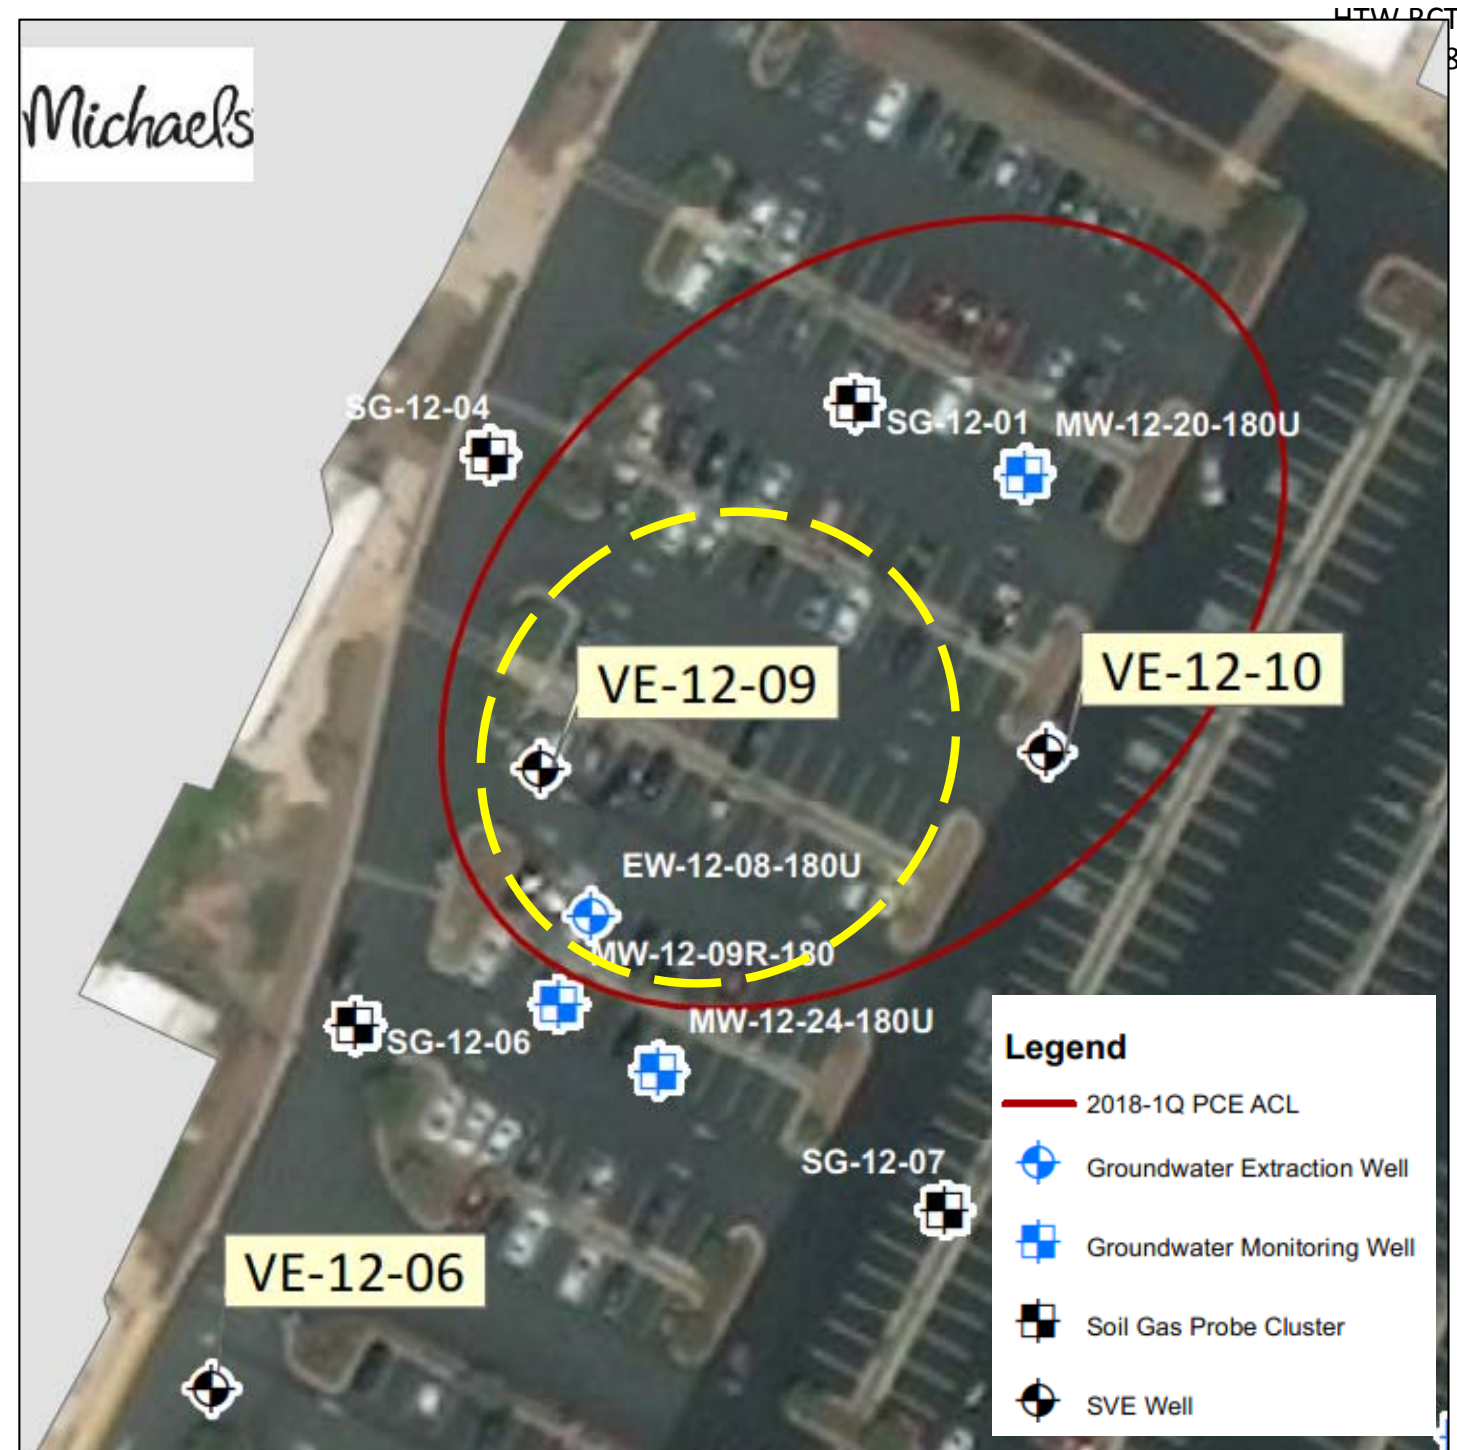 HTW BCT
Michaels
SG-12-04
SG-12-01
MW-12-20-180U
VE-12-09
VE-12-10
EW-12-08-180U
MW-12-09R-180
MW-12-24-180U
SG-12-06
SG-12-07
VE-12-06
Legend
2018-1Q PCE ACL
Groundwater Extraction Well
Groundwater Monitoring Well
Soil Gas Probe Cluster
SVE Well